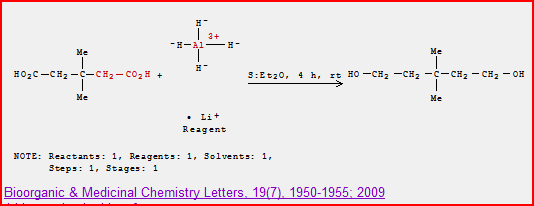 H⁻
3+
⁻H—Al—H⁻
H⁻
Me
HO₂C—CH₂—C—CH₂—CO₂H +
Me
S:Et₂O, 4 h, rt
Me
HO—CH₂—CH₂—C—CH₂—CH₂—OH
Me
• Li⁺
Reagent
NOTE: Reactants: 1, Reagents: 1, Solvents: 1,
Steps: 1, Stages: 1
Bioorganic & Medicinal Chemistry Letters, 19(7), 1950-1955; 2009